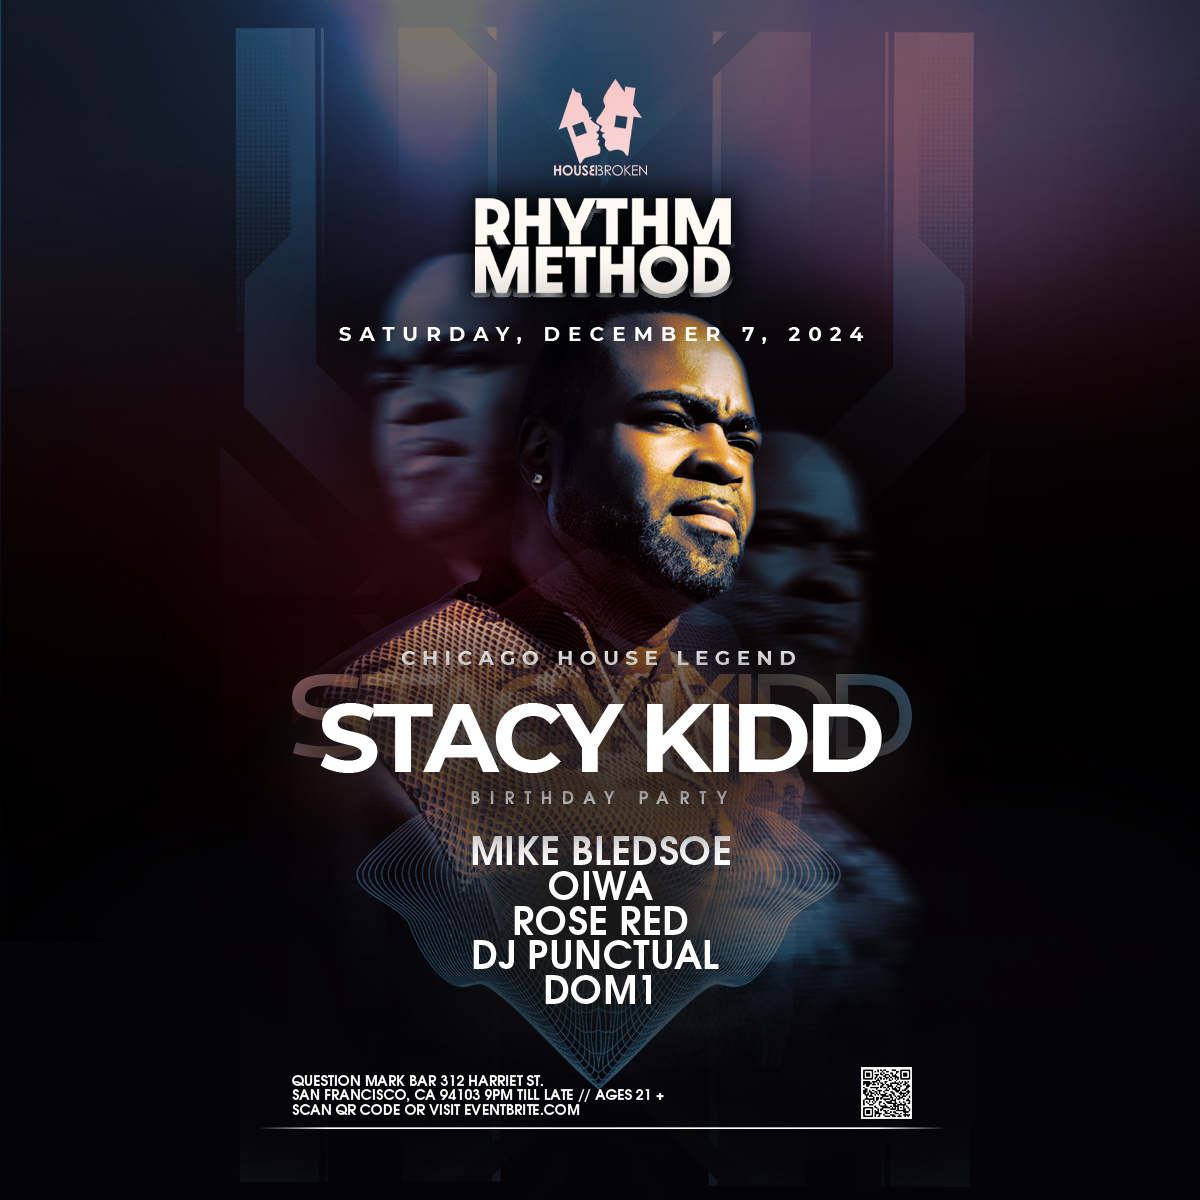 HOUSEBROKEN
RHYTHM
METHOD
SATURDAY, DECEMBER 7, 2024
CHICAGO HOUSE LEGEND
STACY KIDD
STACY KIDD
BIRTHDAY PARTY
MIKE BLEDSOE
OIWA
ROSE RED
DJ PUNCTUAL
DOM1
QUESTION MARK BAR 312 HARRIET ST.
SAN FRANCISCO, CA 94103 9PM TILL LATE // AGES 21 +
SCAN QR CODE OR VISIT EVENTBRITE.COM